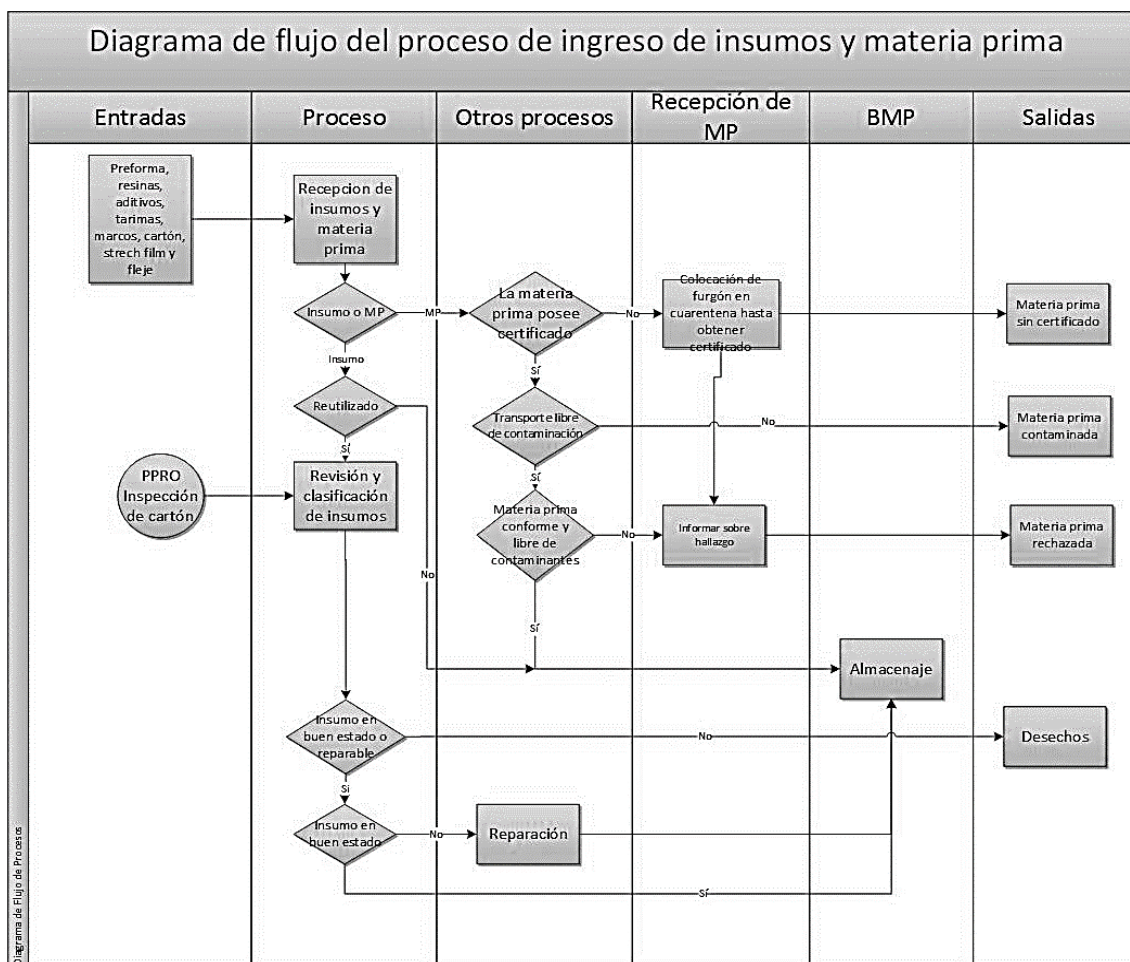 Diagrama de flujo del proceso de ingreso de insumos y materia prima
Entradas
Proceso
Otros procesos
Recepción de
MP
BMP
Salidas
Preforma,
resinas,
aditivos,
tarimas,
marcos, cartón,
strech film y
fleje
Recepcion de
insumos y
materia
prima
Insumo o MP
MP
La materia
prima posee
certificado
No
Colocación de
furgón en
cuarentena hasta
obtener
certificado
Materia prima
sin certificado
Insumo
Sí
Reutilizado
Transporte libre
de contaminación
No
Materia prima
contaminada
Sí
Sí
PPRO
Inspección
de cartón
Revisión y
clasificación
de insumos
Materia prima
conforme y
libre de
contaminantes
No
Informar sobre
hallazgo
Materia prima
rechazada
No
Sí
Almacenaje
Insumo en
buen estado o
reparable
No
Desechos
Si
Insumo en
buen estado
No
Reparación
Sí
Diagrama de Flujo de Procesos